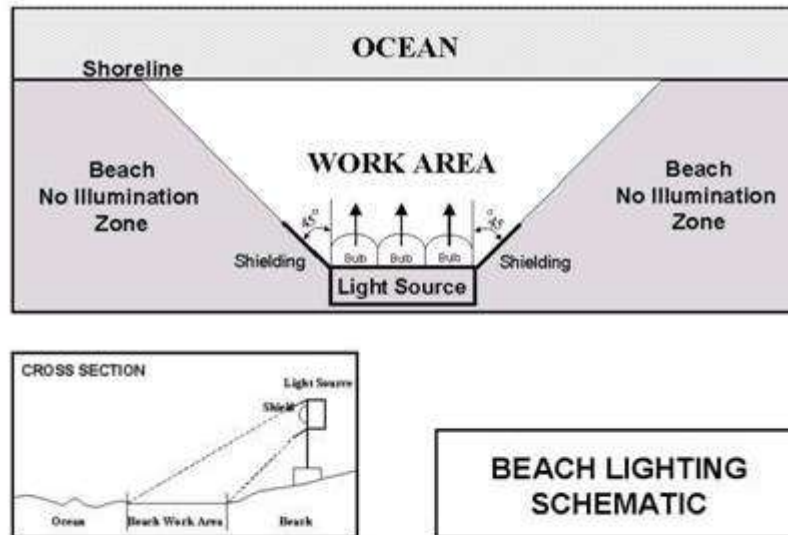 OCEAN
Shoreline
WORK AREA
Beach
No Illumination
Zone
Beach
No Illumination
Zone
45°
45°
Shielding
Bulb
Bulb
Bulb
Shielding
Light Source
CROSS SECTION
Light Source
Shield
Ocean
Beach Work Area
Beach
BEACH LIGHTING
SCHEMATIC